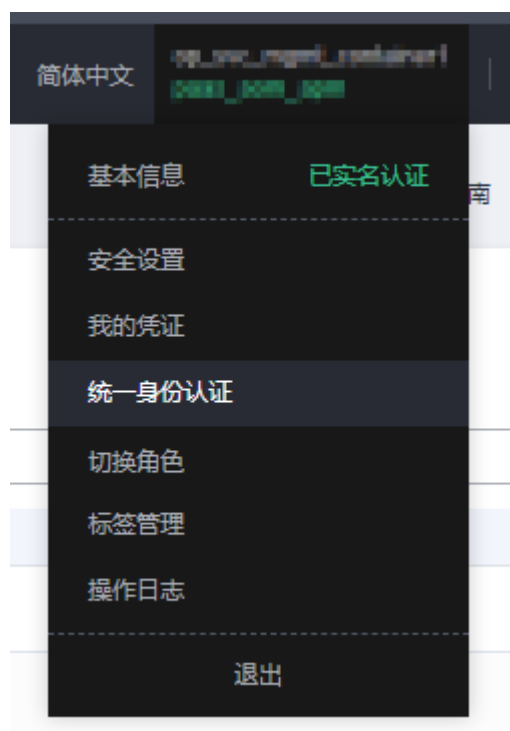 简体中文
基本信息 已实名认证
南
安全设置
我的凭证
统一身份认证
切换角色
标签管理
操作日志
退出